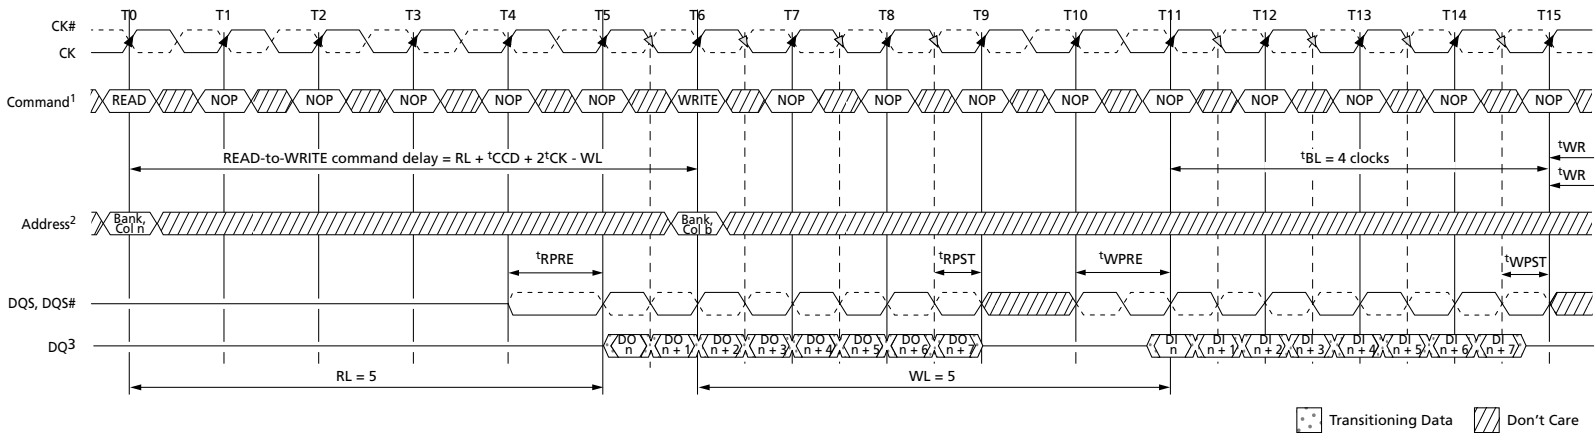 T0 T1 T2 T3 T4 T5 T6 T7 T8 T9 T10 T11 T12 T13 T14 T15
CK#
CK
Command1 READ NOP NOP NOP NOP NOP WRITE NOP NOP NOP NOP NOP NOP NOP NOP NOP
READ-to-WRITE command delay = RL + tCCD + 2tCK - WL
tBL = 4 clocks
tWR
tWR
Address2
Bank,
Col n
Bank,
Col b
tRPRE tRPST tWPRE tWPST
DQS, DQS#
DQ3
DO
n
DO
n + 1
DO
n + 2
DO
n + 3
DO
n + 4
DO
n + 5
DO
n + 6
DO
n + 7
DI
n
DI
n + 1
DI
n + 2
DI
n + 3
DI
n + 4
DI
n + 5
DI
n + 6
DI
n + 7
RL = 5 WL = 5
Transitioning Data Don't Care